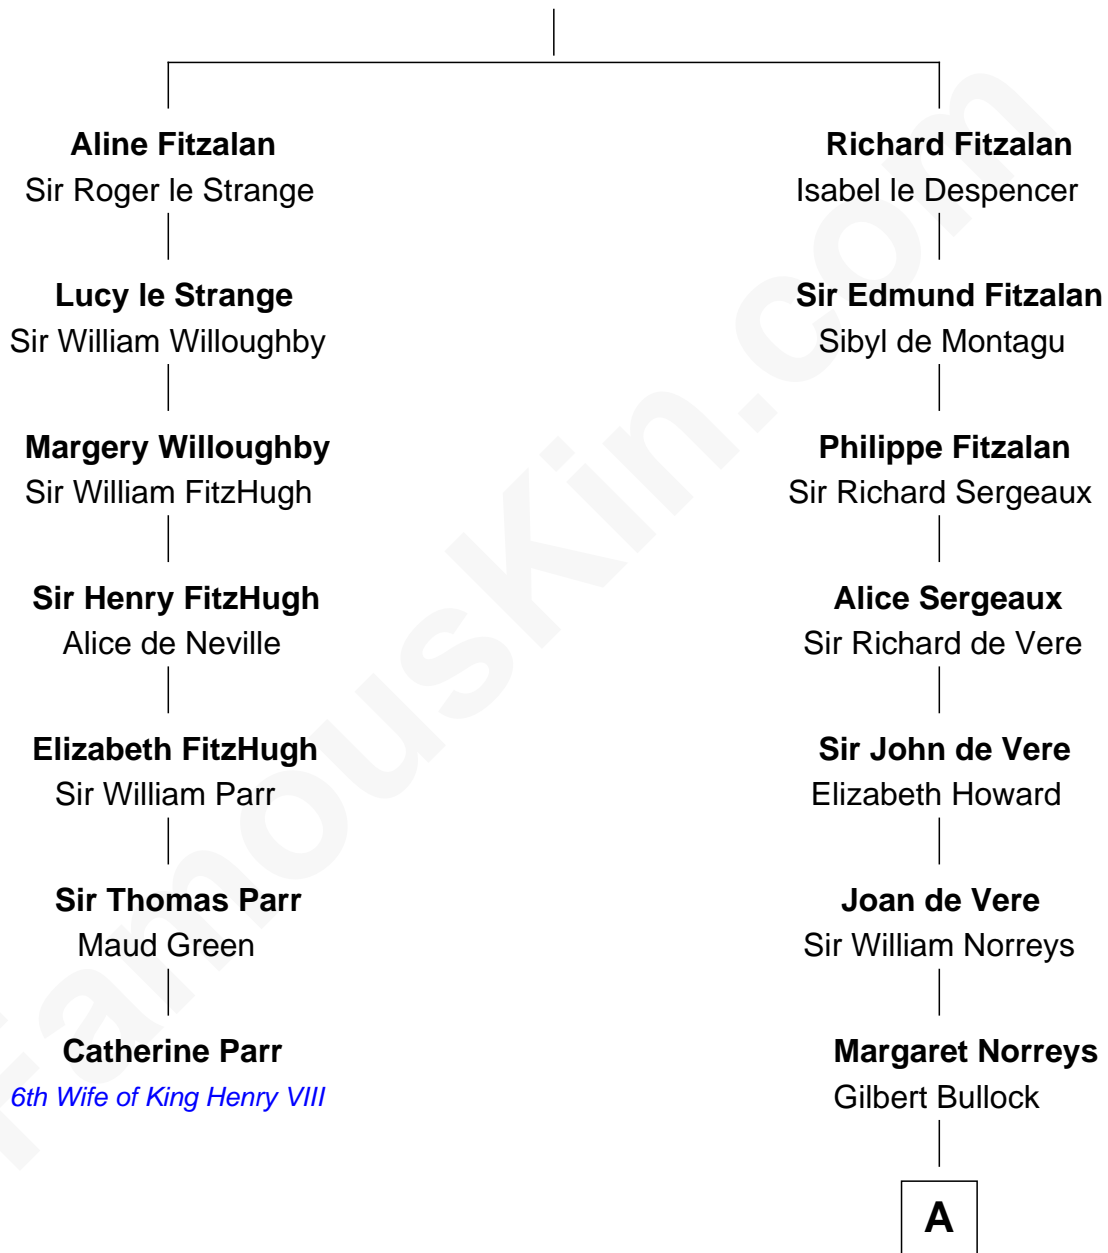 Aline Fitzalan
Sir Roger le Strange
Lucy le Strange
Sir William Willoughby
Margery Willoughby
Sir William FitzHugh
Sir Henry FitzHugh
Alice de Neville
Elizabeth FitzHugh
Sir William Parr
Sir Thomas Parr
Maud Green
Catherine Parr
6th Wife of King Henry VIII
Richard Fitzalan
Isabel le Despencer
Sir Edmund Fitzalan
Sibyl de Montagu
Philippe Fitzalan
Sir Richard Sergeaux
Alice Sergeaux
Sir Richard de Vere
Sir John de Vere
Elizabeth Howard
Joan de Vere
Sir William Norreys
Margaret Norreys
Gilbert Bullock
A
FamousKin.com